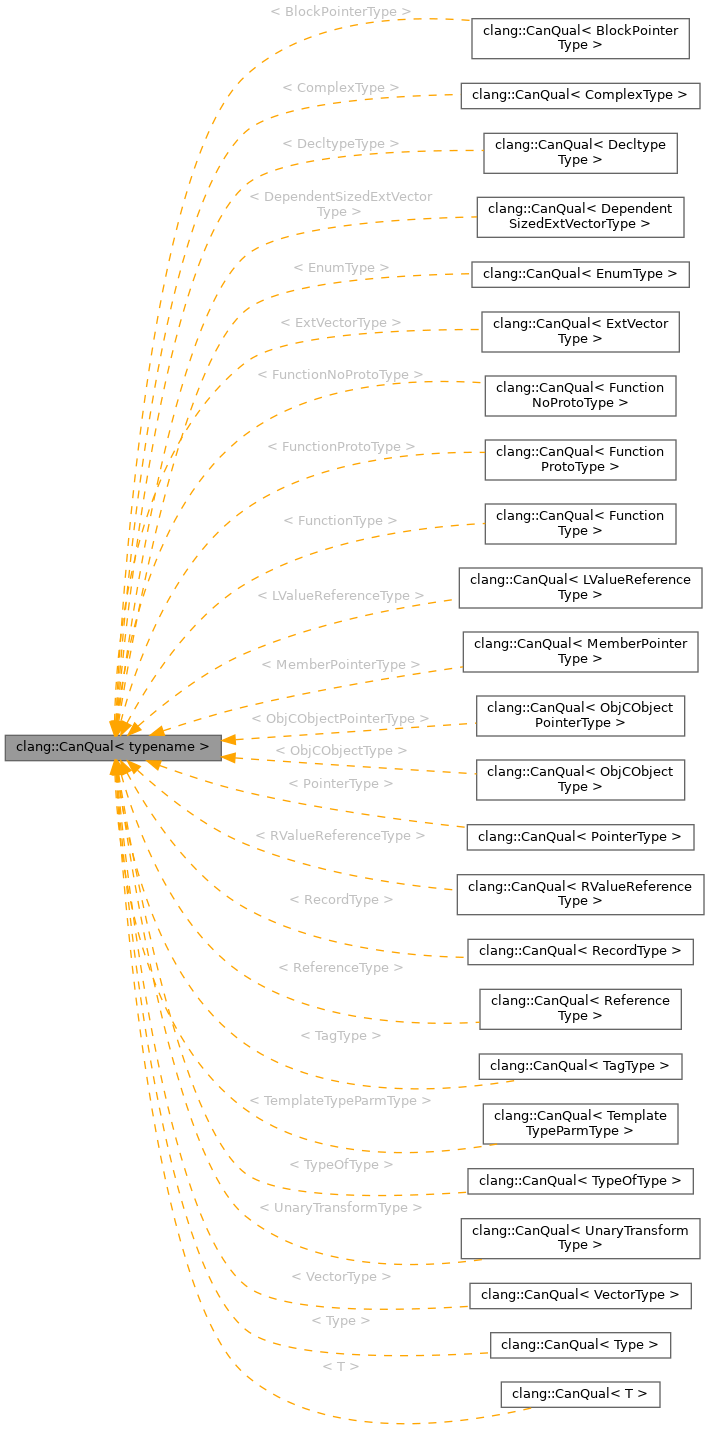 < BlockPointerType >
clang::CanQual< BlockPointer
Type >
< ComplexType >
clang::CanQual< ComplexType >
< DecltypeType >
clang::CanQual< Decltype
Type >
< DependentSizedExtVector
Type >
clang::CanQual< Dependent
SizedExtVectorType >
< EnumType >
clang::CanQual< EnumType >
< ExtVectorType >
clang::CanQual< ExtVector
Type >
< FunctionNoProtoType >
clang::CanQual< Function
NoProtoType >
< FunctionProtoType >
clang::CanQual< Function
ProtoType >
< FunctionType >
clang::CanQual< Function
Type >
< LValueReferenceType >
clang::CanQual< LValueReference
Type >
< MemberPointerType >
clang::CanQual< MemberPointer
Type >
< ObjCObjectPointerType >
clang::CanQual< ObjCObject
PointerType >
clang::CanQual< typename >
< ObjCObjectType >
clang::CanQual< ObjCObject
Type >
< PointerType >
clang::CanQual< PointerType >
< RValueReferenceType >
clang::CanQual< RValueReference
Type >
< RecordType >
clang::CanQual< RecordType >
< ReferenceType >
clang::CanQual< Reference
Type >
< TagType >
clang::CanQual< TagType >
< TemplateTypeParmType >
clang::CanQual< Template
TypeParmType >
< TypeOfType >
clang::CanQual< TypeOfType >
< UnaryTransformType >
clang::CanQual< UnaryTransform
Type >
< VectorType >
clang::CanQual< VectorType >
< Type >
clang::CanQual< Type >
< T >
clang::CanQual< T >